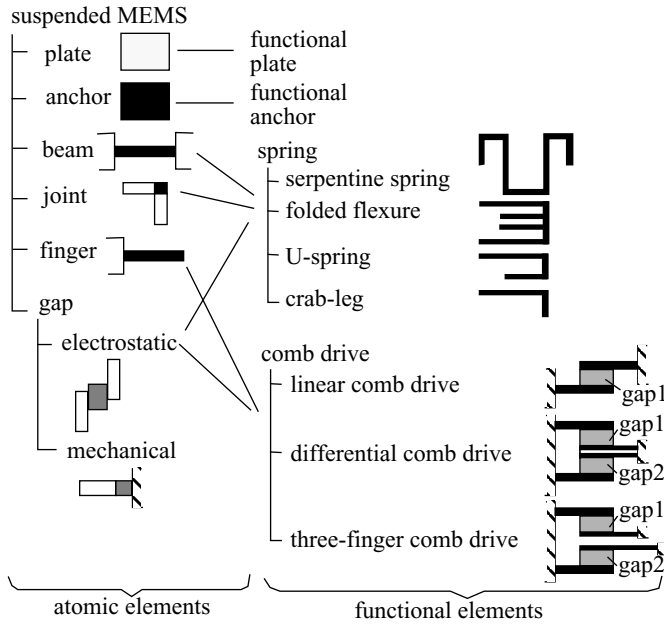 suspended MEMS
plate
functional
plate
anchor
functional
anchor
beam
joint
finger
gap
electrostatic
mechanical
atomic elements
spring
serpentine spring
folded flexure
U-spring
crab-leg
comb drive
linear comb drive
gap1
differential comb drive
gap1
gap2
three-finger comb drive
gap1
gap2
functional elements